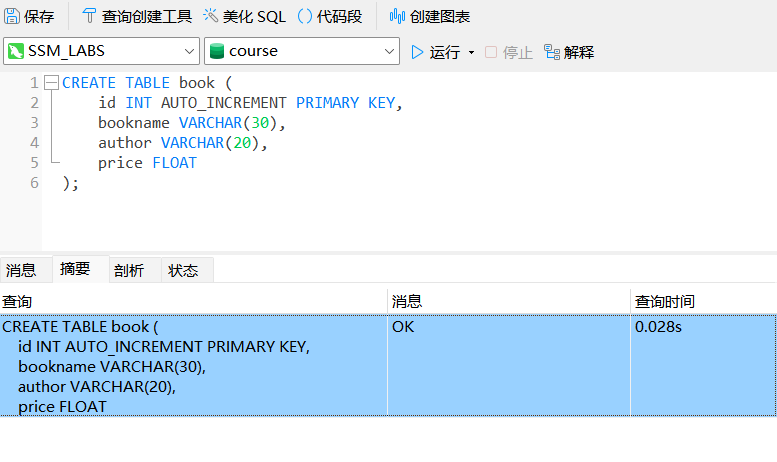 保存 查询创建工具 美化 SQL () 代码段 创建图表
SSM_LABS course 运行 停止 解释
1 CREATE TABLE book (
2 id INT AUTO_INCREMENT PRIMARY KEY,
3 bookname VARCHAR(30),
4 author VARCHAR(20),
5 price FLOAT
6 );
消息 摘要 剖析 状态
查询 消息 查询时间
CREATE TABLE book ( OK 0.028s
id INT AUTO_INCREMENT PRIMARY KEY,
bookname VARCHAR(30),
author VARCHAR(20),
price FLOAT